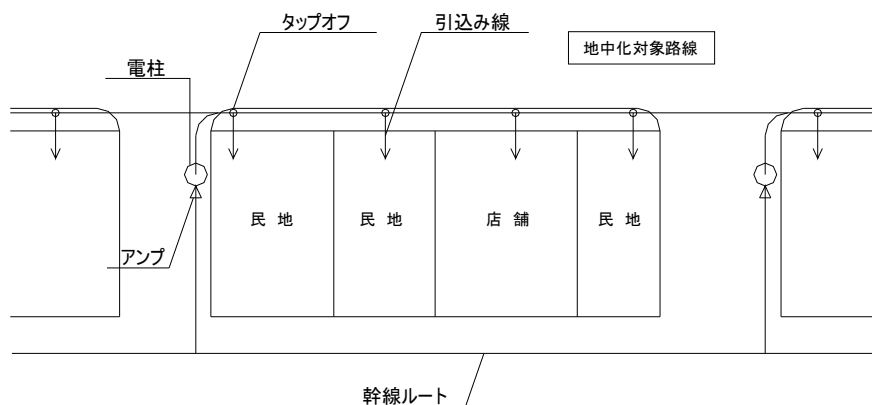 タップオフ
引込み線
地中化対象路線
電柱
民 地
民 地
店 舗
民 地
アンプ
幹線ルート